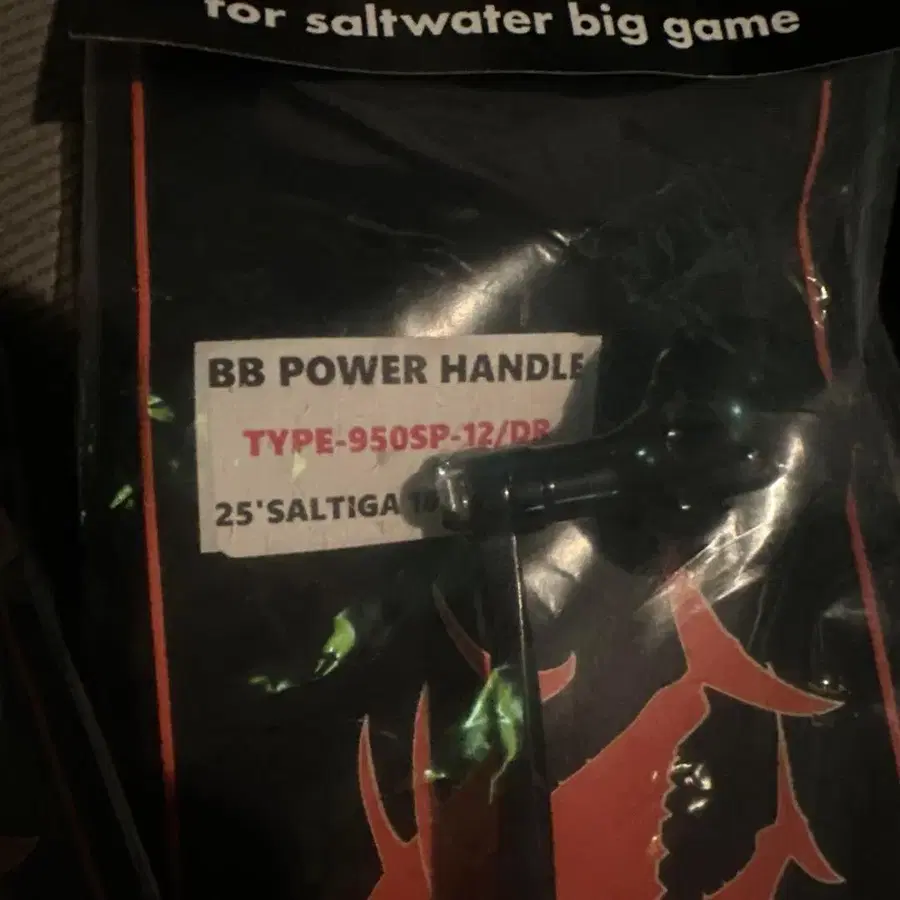 for saltwater big game
BB POWER HANDLE
TYPE-950SP-12/DR
25'SALTIGA